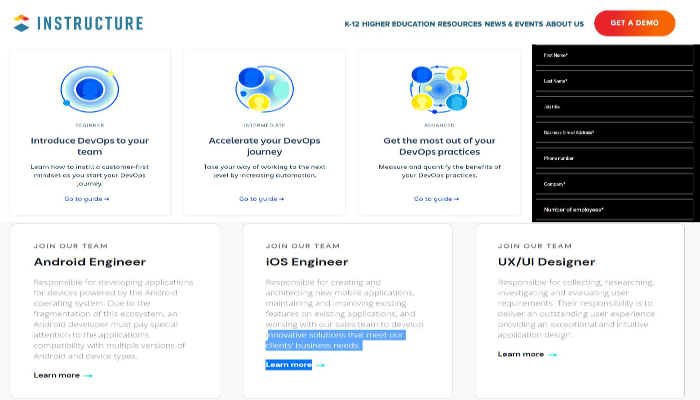 INSTRUCTURE
K-12 HIGHER EDUCATION RESOURCES NEWS & EVENTS ABOUT US
GET A DEMO
BEGINNER
Introduce DevOps to your
team
Learn how to instill a customer-first
mindset as you start your DevOps
journey.
Go to guide →
INTERMEDIATE
Accelerate your DevOps
journey
Take your way of working to the next
level by increasing automation.
Go to guide →
ADVANCED
Get the most out of your
DevOps practices
Measure and quantify the benefits of
your DevOps practices.
Go to guide →
First Name*
Last Name*
Job title
Business Email Address*
Phone number
Company*
Number of employees*
JOIN OUR TEAM
Android Engineer
Responsible for developing applications
for devices powered by the Android
operating system. Due to the
fragmentation of this ecosystem, an
Android developer must pay special
attention to the application's
compatibility with multiple versions of
Android and device types.
Learn more →
JOIN OUR TEAM
iOS Engineer
Responsible for creating and
architecting new mobile applications,
maintaining and improving existing
features on existing applications, and
working with our sales team to develop
innovative solutions that meet our
clients' business needs.
Learn more →
JOIN OUR TEAM
UX/UI Designer
Responsible for collecting, researching,
investigating and evaluating user
requirements. Their responsibility is to
deliver an outstanding user experience
providing an exceptional and intuitive
application design.
Learn more →